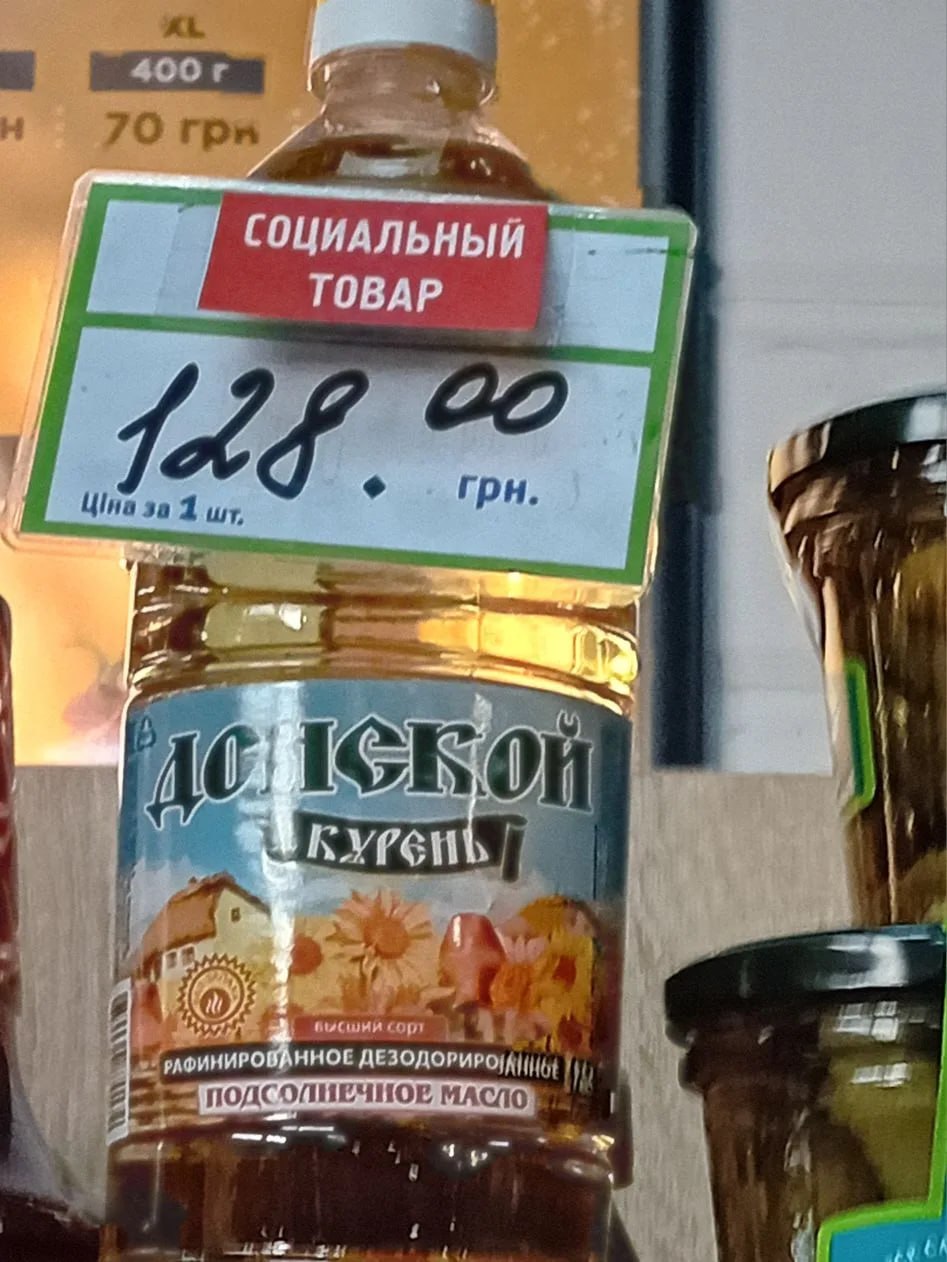 XL
400 г
н 70 грн
СОЦИАЛЬНЫЙ
ТОВАР
128.00
грн.
Ціна за 1 шт.
ДОНСКОЙ
КУРЕНЬ
ВЫСШИЙ СОРТ
РАФИНИРОВАННОЕ ДЕЗОДОРИРОВАННОЕ
ПОДСОЛНЕЧНОЕ МАСЛО